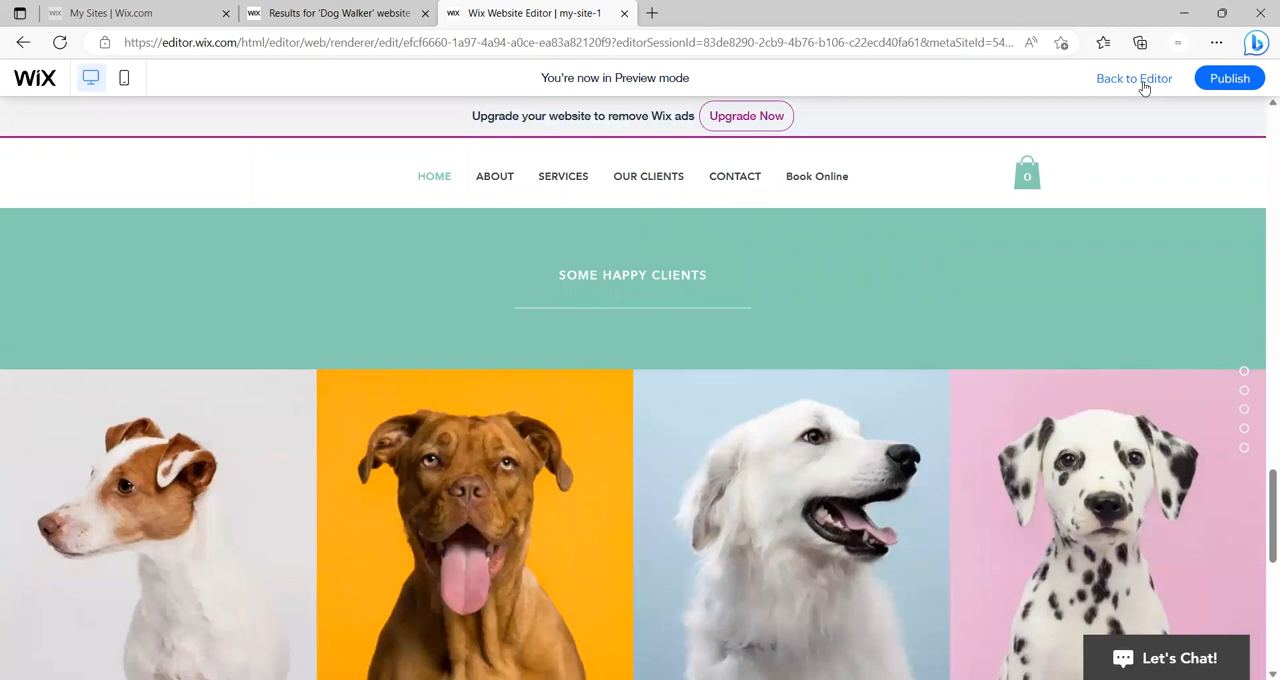 My Sites | Wix.com
Results for 'Dog Walker' website
Wix Website Editor | my-site-1
https://editor.wix.com/html/editor/web/renderer/edit/efcf6660-1a97-4a94-a0ce-ea33a82120f9?editorSessionId=83de8290-2cb9-4b76-b106-c22ecd40fa61&metaSiteId=54...
WiX
You're now in Preview mode
Back to Editor
Publish
Upgrade your website to remove Wix ads
Upgrade Now
HOME ABOUT SERVICES OUR CLIENTS CONTACT Book Online
0
SOME HAPPY CLIENTS
Let's Chat!